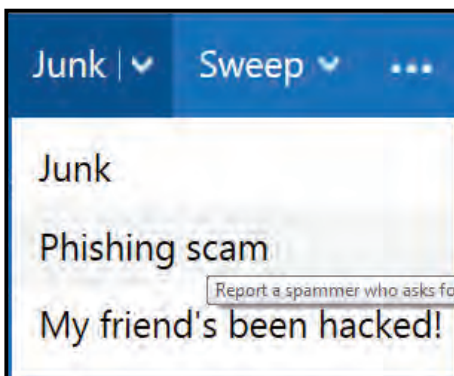 Junk Sweep ...
Junk
Phishing scam
Report a spammer who asks fo
My friend's been hacked!